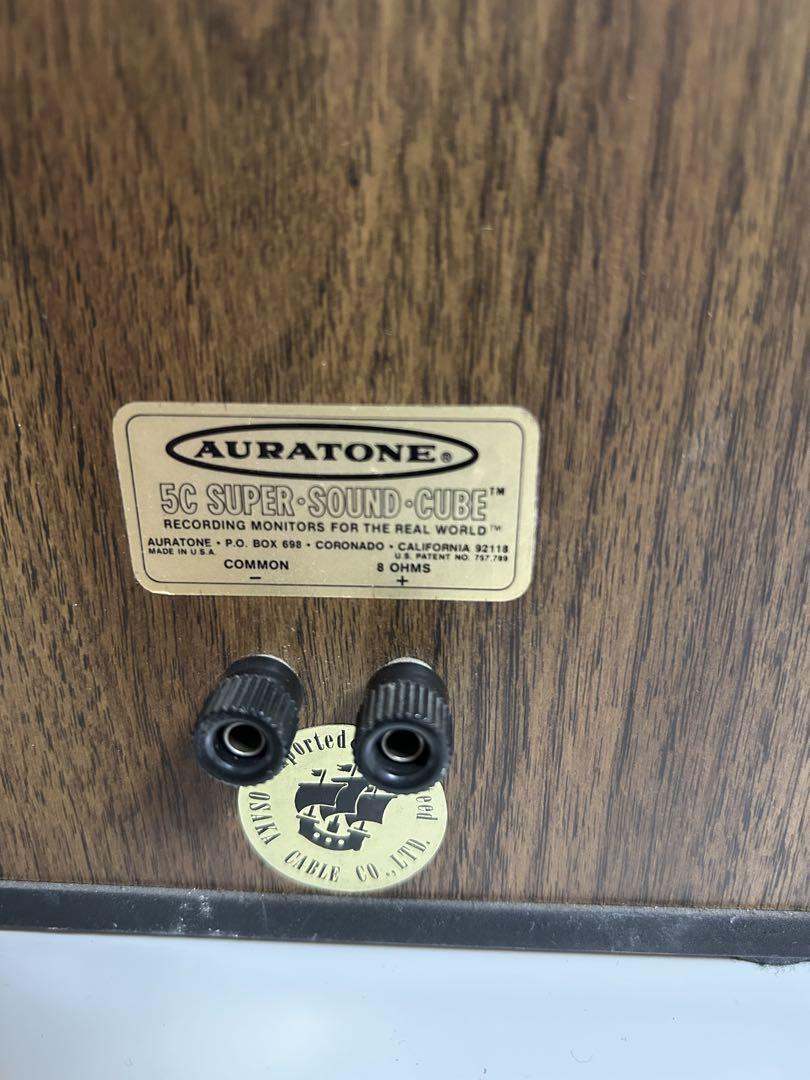 AURATONE®
5C SUPER·SOUND·CUBE™
RECORDING MONITORS FOR THE REAL WORLD™
AURATONE • P.O. BOX 698 • CORONADO • CALIFORNIA 92118
MADE IN U.S.A. U.S. PATENT NO. 757,789
COMMON 8 OHMS
− +
OSAKA CABLE CO., LTD.